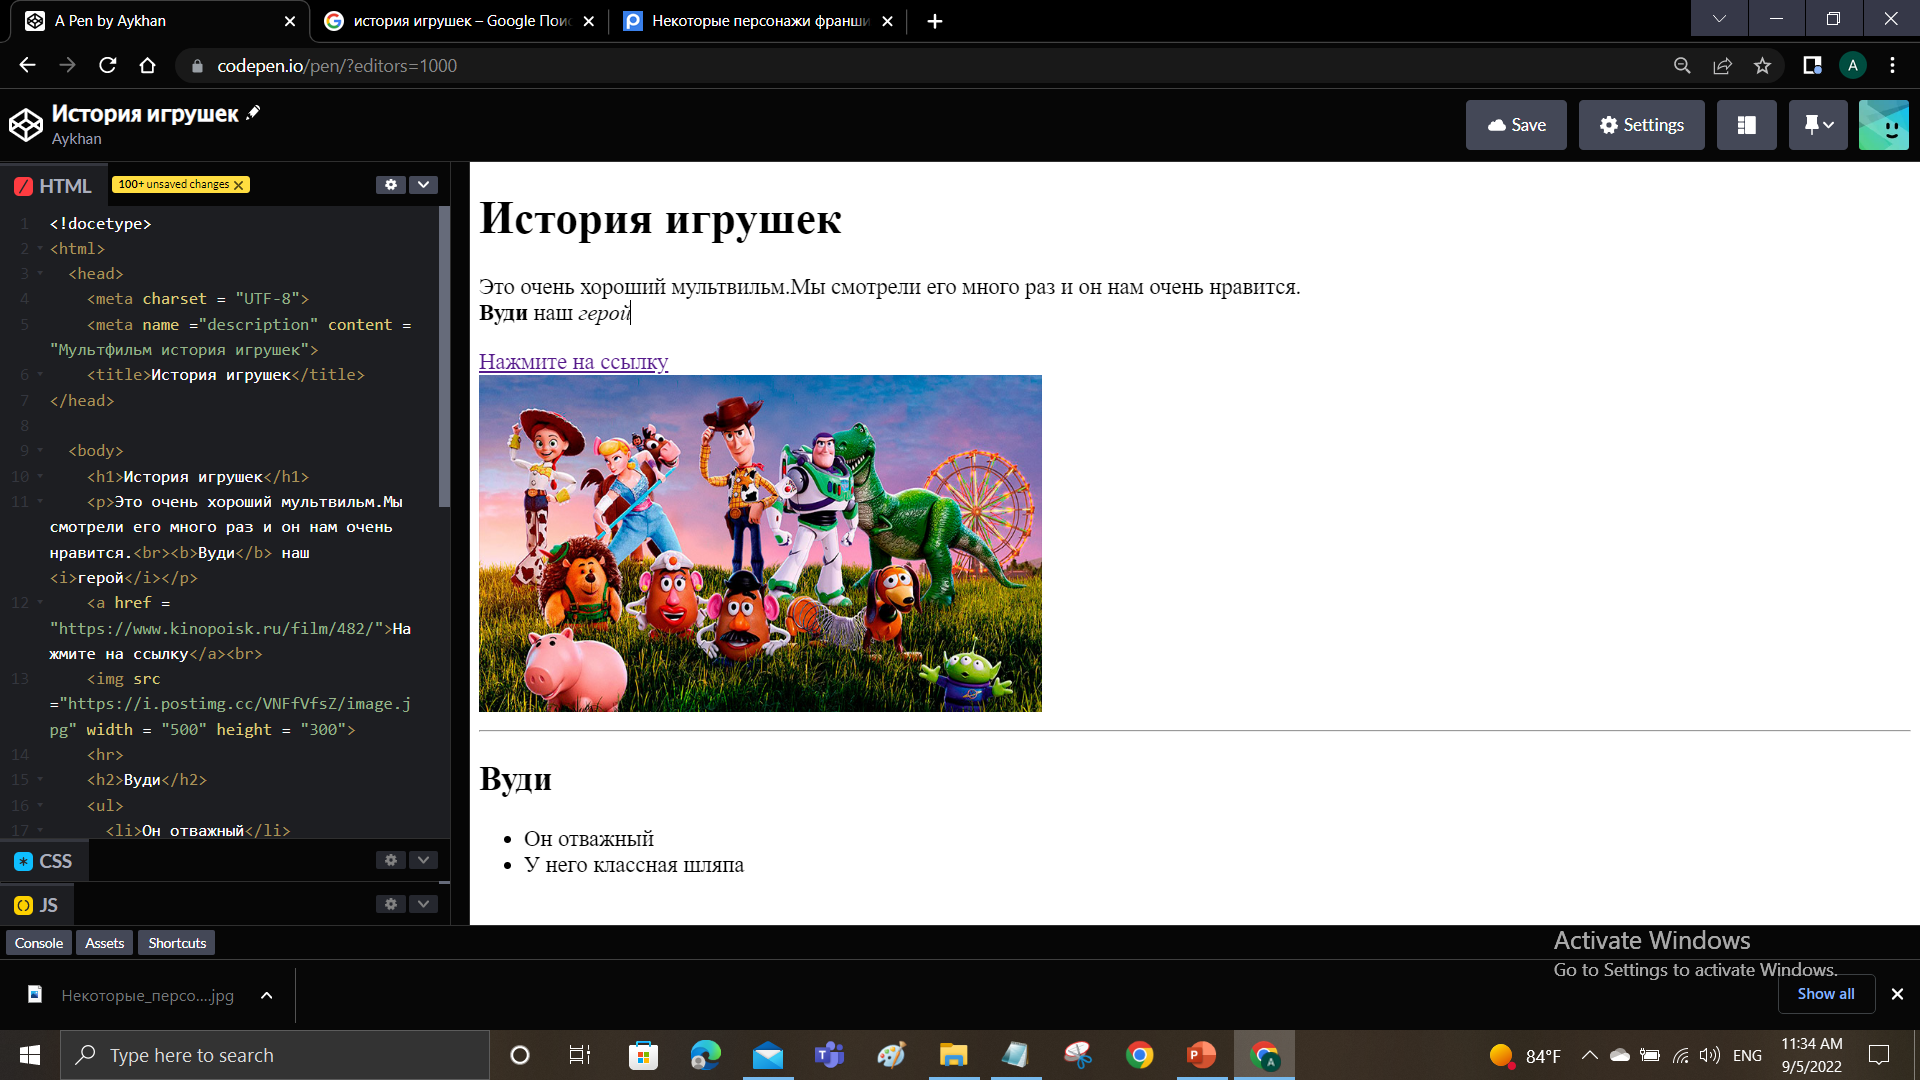 A Pen by Aykhan
история игрушек – Google Поис
Некоторые персонажи франши
codepen.io/pen/?editors=1000
A
История игрушек
Aykhan
Save
Settings
HTML
100+ unsaved changes
1 <!docetype>
2 <html>
3 <head>
4 <meta charset = "UTF-8">
5 <meta name ="description" content =
"Мультфильм история игрушек">
6 <title>История игрушек</title>
7 </head>
8
9 <body>
10 <h1>История игрушек</h1>
11 <p>Это очень хороший мультвильм.Мы
смотрели его много раз и он нам очень
нравится.<br><b>Вуди</b> наш
<i>герой</i></p>
12 <a href =
"https://www.kinopoisk.ru/film/482/">На
жмите на ссылку</a><br>
13 <img src
="https://i.postimg.cc/VNFfVfsZ/image.j
pg" width = "500" height = "300">
14 <hr>
15 <h2>Вуди</h2>
16 <ul>
17 <li>Он отважный</li>
CSS
JS
История игрушек
Это очень хороший мультвильм.Мы смотрели его много раз и он нам очень нравится.
Вуди наш герой
Нажмите на ссылку
Вуди
• Он отважный
• У него классная шляпа
Console
Assets
Shortcuts
Activate Windows
Go to Settings to activate Windows.
Некоторые_персо....jpg
Show all
Type here to search
84°F
ENG
11:34 AM
9/5/2022